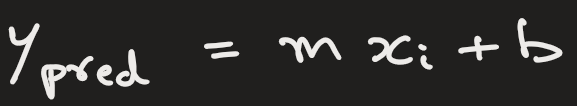 y_pred = m x_i + b